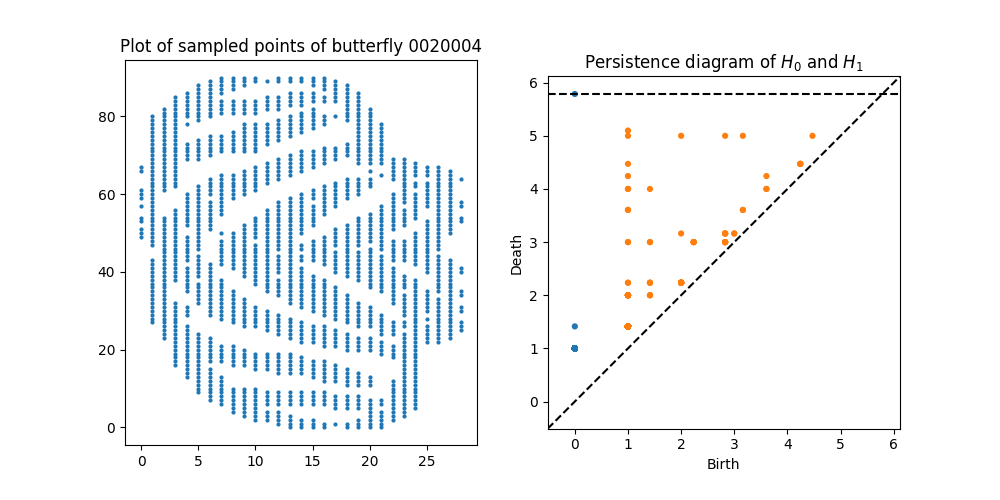 Plot of sampled points of butterfly 0020004
80
60
40
20
0
0 5 10 15 20 25
Persistence diagram of $H_0$ and $H_1$
6
5
4
3
2
1
0
Death
0 1 2 3 4 5 6
Birth